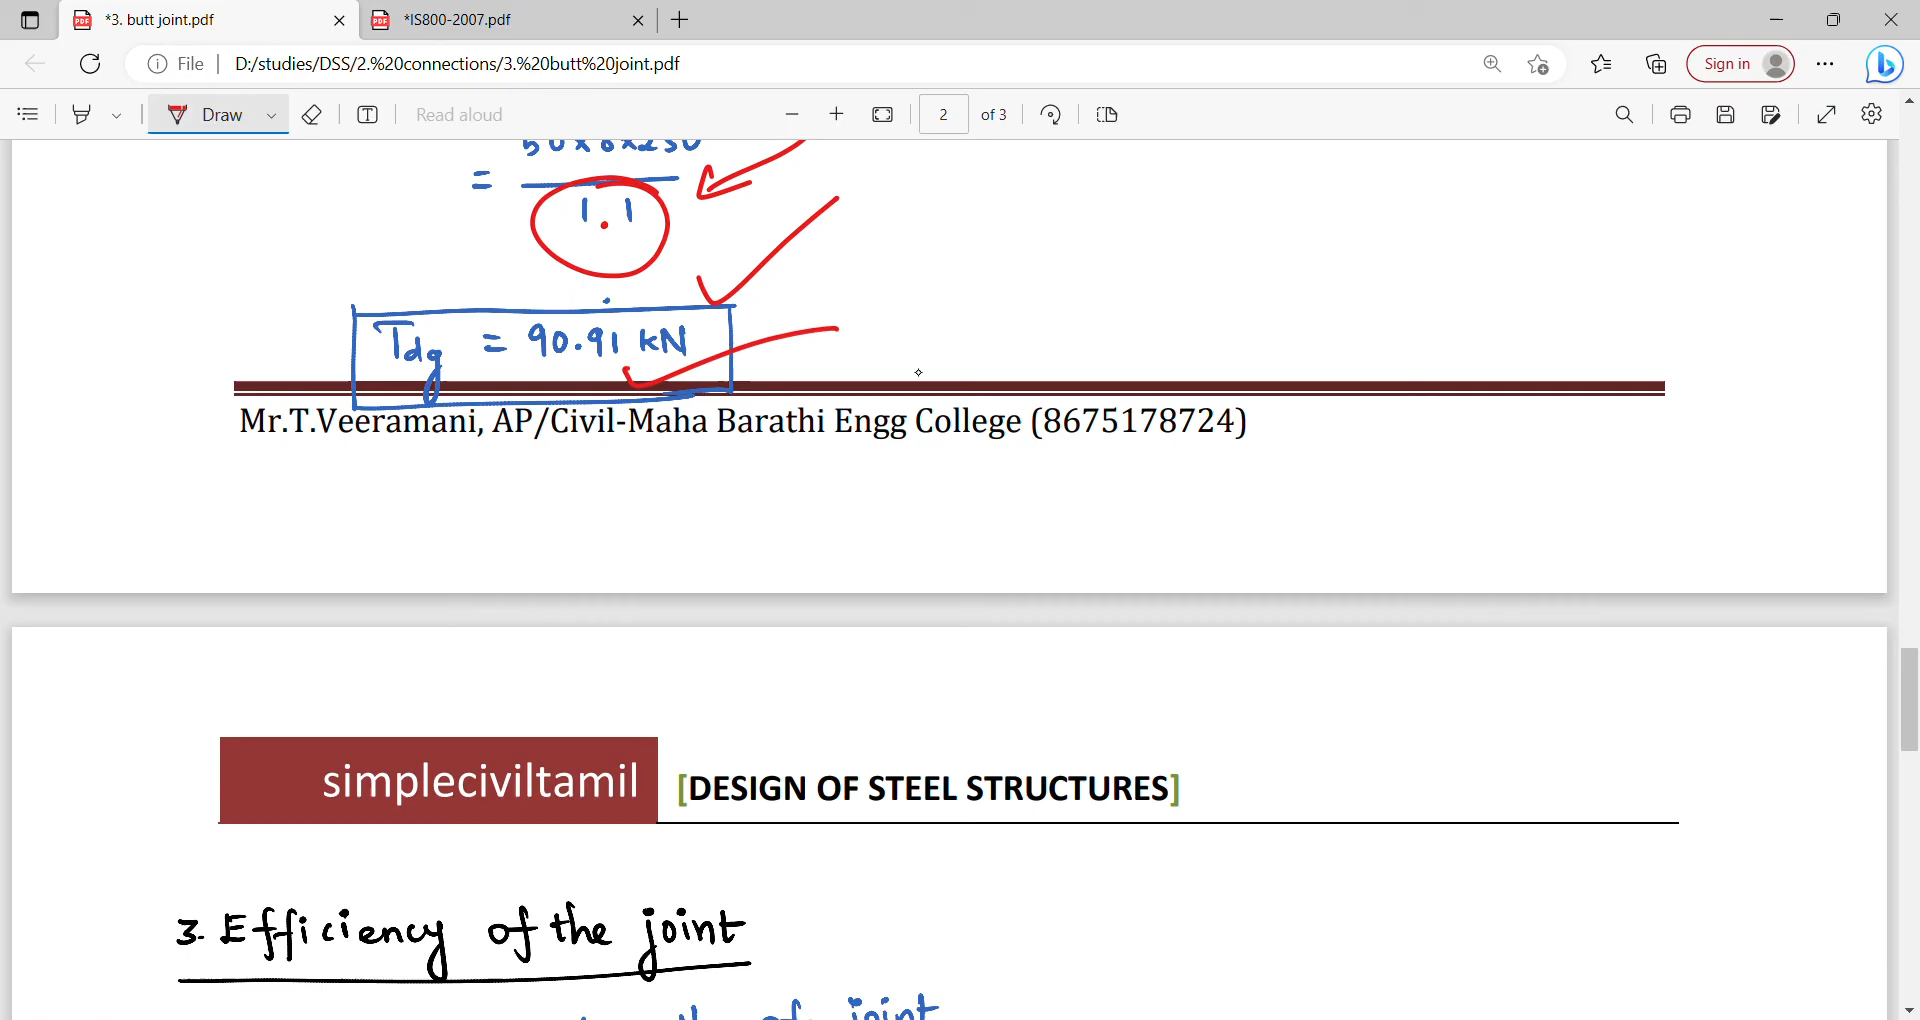 *3. butt joint.pdf
*IS800-2007.pdf
File
D:/studies/DSS/2.%20connections/3.%20butt%20joint.pdf
Sign in
Draw
Read aloud
2
of 3
=
1.1
Tdg = 90.91 kN
Mr.T.Veeramani, AP/Civil-Maha Barathi Engg College (8675178724)
simpleciviltamil
[DESIGN OF STEEL STRUCTURES]
3. Efficiency of the joint
of joint